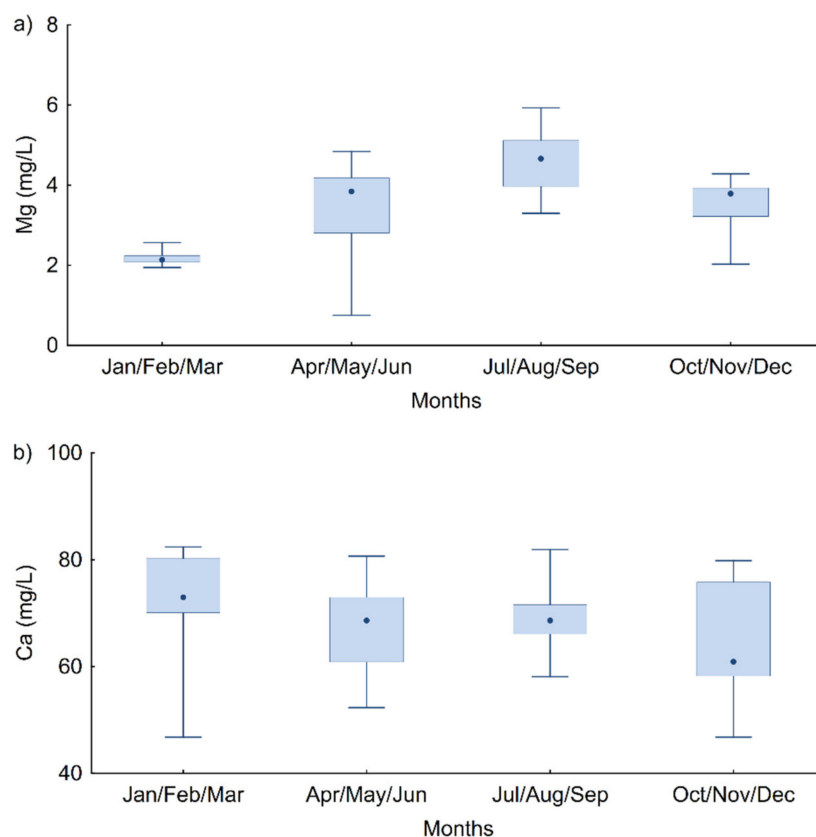 a)
8
6
4
2
0
Mg (mg/L)
Jan/Feb/Mar Apr/May/Jun Jul/Aug/Sep Oct/Nov/Dec
Months
b)
100
80
60
40
Ca (mg/L)
Jan/Feb/Mar Apr/May/Jun Jul/Aug/Sep Oct/Nov/Dec
Months